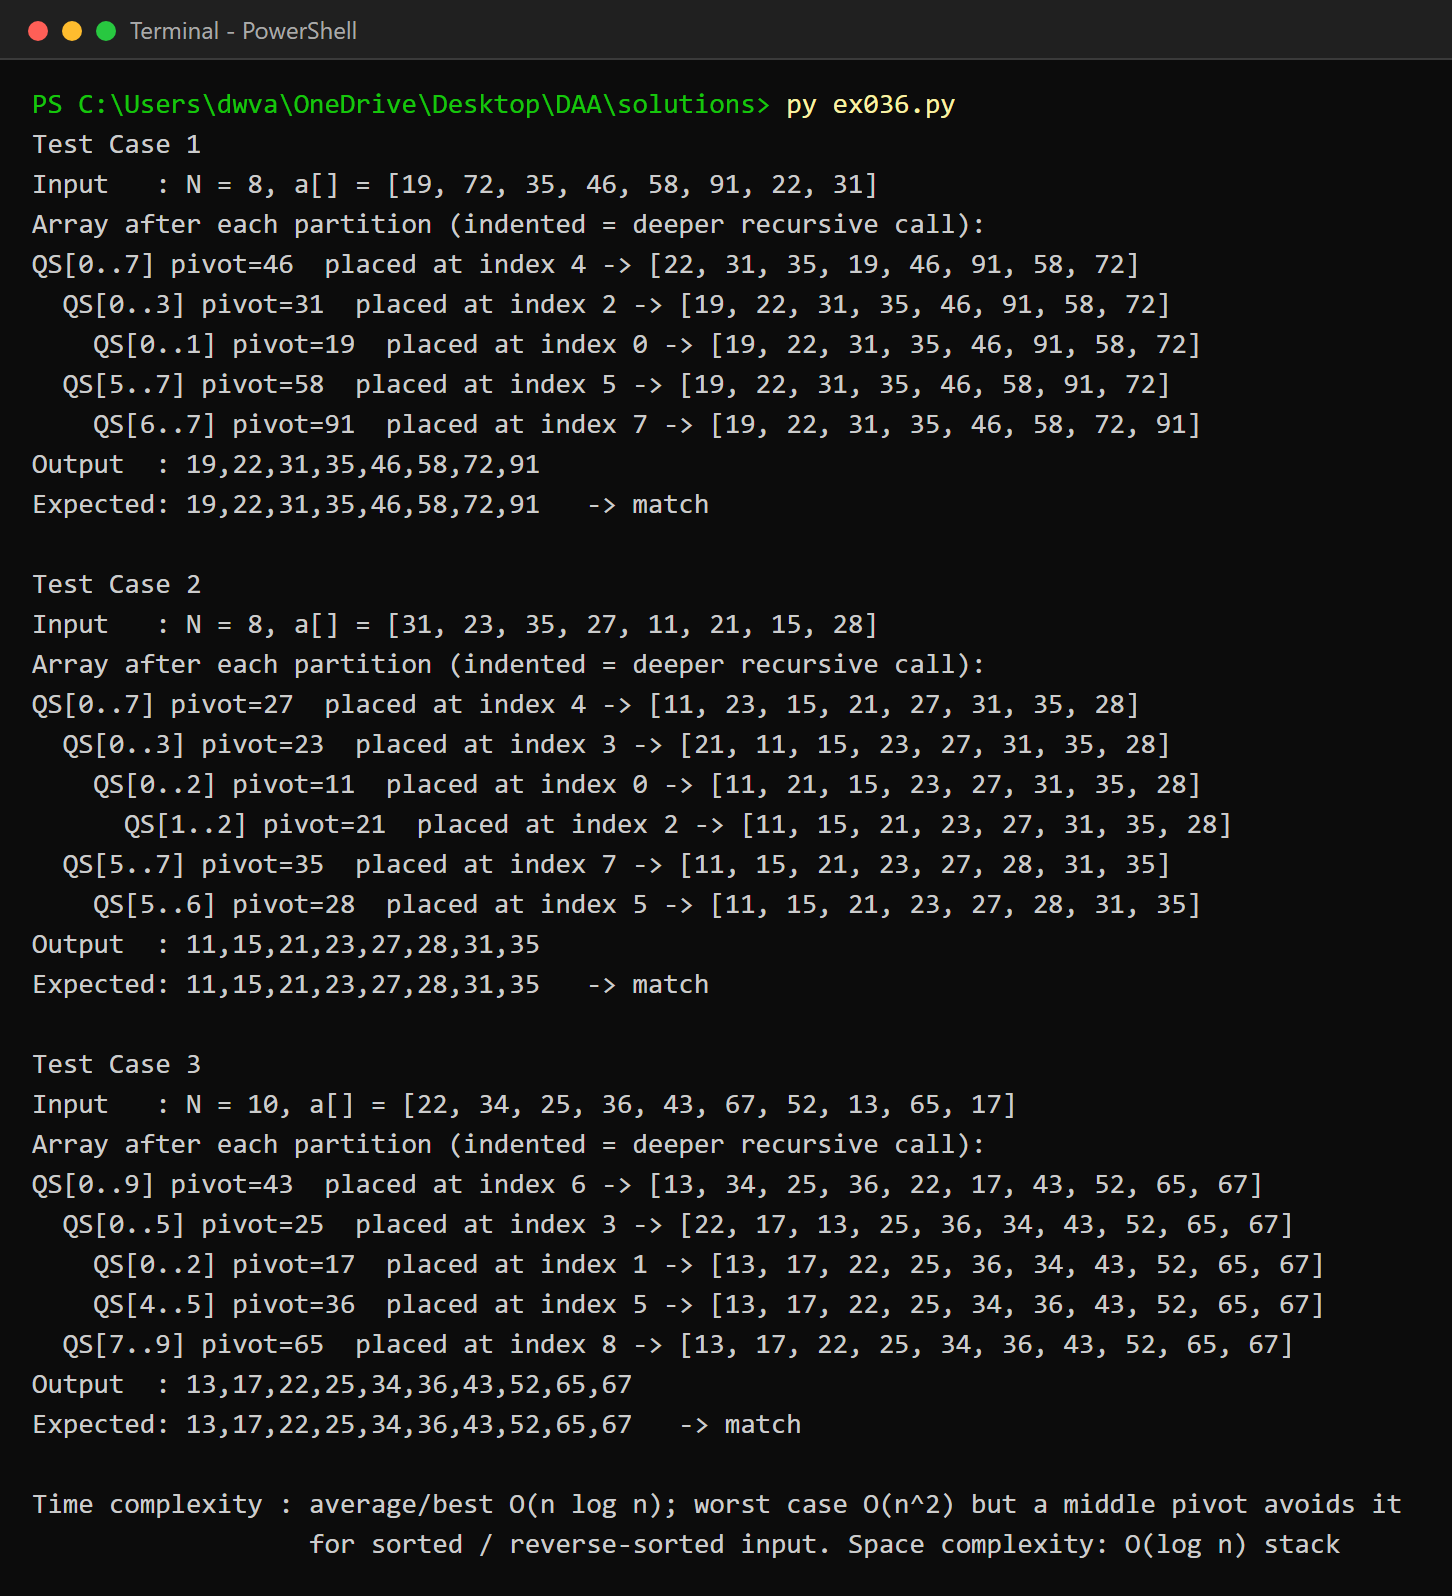 Terminal - PowerShell
PS C:\Users\dwva\OneDrive\Desktop\DAA\solutions> py ex036.py
Test Case 1
Input   : N = 8, a[] = [19, 72, 35, 46, 58, 91, 22, 31]
Array after each partition (indented = deeper recursive call):
QS[0..7] pivot=46  placed at index 4 -> [22, 31, 35, 19, 46, 91, 58, 72]
  QS[0..3] pivot=31  placed at index 2 -> [19, 22, 31, 35, 46, 91, 58, 72]
    QS[0..1] pivot=19  placed at index 0 -> [19, 22, 31, 35, 46, 91, 58, 72]
  QS[5..7] pivot=58  placed at index 5 -> [19, 22, 31, 35, 46, 58, 91, 72]
    QS[6..7] pivot=91  placed at index 7 -> [19, 22, 31, 35, 46, 58, 72, 91]
Output  : 19,22,31,35,46,58,72,91
Expected: 19,22,31,35,46,58,72,91   -> match

Test Case 2
Input   : N = 8, a[] = [31, 23, 35, 27, 11, 21, 15, 28]
Array after each partition (indented = deeper recursive call):
QS[0..7] pivot=27  placed at index 4 -> [11, 23, 15, 21, 27, 31, 35, 28]
  QS[0..3] pivot=23  placed at index 3 -> [21, 11, 15, 23, 27, 31, 35, 28]
    QS[0..2] pivot=11  placed at index 0 -> [11, 21, 15, 23, 27, 31, 35, 28]
      QS[1..2] pivot=21  placed at index 2 -> [11, 15, 21, 23, 27, 31, 35, 28]
  QS[5..7] pivot=35  placed at index 7 -> [11, 15, 21, 23, 27, 28, 31, 35]
    QS[5..6] pivot=28  placed at index 5 -> [11, 15, 21, 23, 27, 28, 31, 35]
Output  : 11,15,21,23,27,28,31,35
Expected: 11,15,21,23,27,28,31,35   -> match

Test Case 3
Input   : N = 10, a[] = [22, 34, 25, 36, 43, 67, 52, 13, 65, 17]
Array after each partition (indented = deeper recursive call):
QS[0..9] pivot=43  placed at index 6 -> [13, 34, 25, 36, 22, 17, 43, 52, 65, 67]
  QS[0..5] pivot=25  placed at index 3 -> [22, 17, 13, 25, 36, 34, 43, 52, 65, 67]
    QS[0..2] pivot=17  placed at index 1 -> [13, 17, 22, 25, 36, 34, 43, 52, 65, 67]
    QS[4..5] pivot=36  placed at index 5 -> [13, 17, 22, 25, 34, 36, 43, 52, 65, 67]
  QS[7..9] pivot=65  placed at index 8 -> [13, 17, 22, 25, 34, 36, 43, 52, 65, 67]
Output  : 13,17,22,25,34,36,43,52,65,67
Expected: 13,17,22,25,34,36,43,52,65,67   -> match

Time complexity : average/best O(n log n); worst case O(n^2) but a middle pivot avoids it
                  for sorted / reverse-sorted input. Space complexity: O(log n) stack